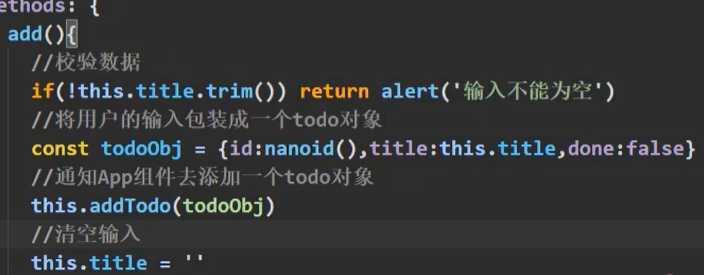 ethods: {
add(){
//校验数据
if(!this.title.trim()) return alert('输入不能为空')
//将用户的输入包装成一个todo对象
const todoObj = {id:nanoid(),title:this.title,done:false}
//通知App组件去添加一个todo对象
this.addTodo(todoObj)
//清空输入
this.title = ''